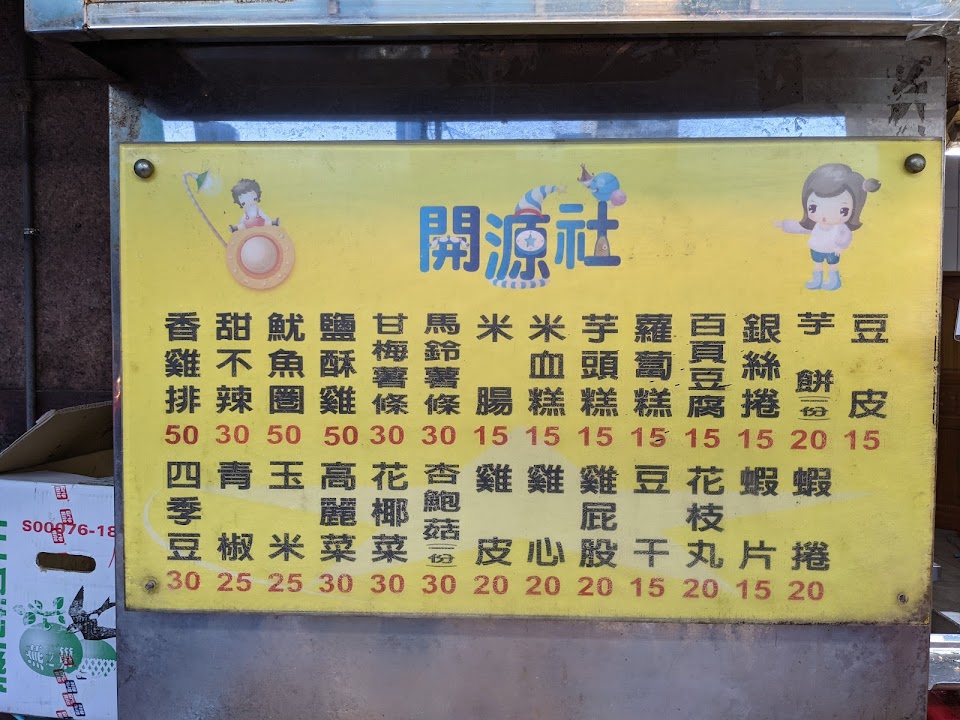 開源社
香雞排 甜不辣 魷魚圈 鹽酥雞 甘梅薯條 馬鈴薯條 米腸 米血糕 芋頭糕 蘿蔔糕 百頁豆腐 銀絲捲 芋餅二份 豆皮
50 30 50 50 30 30 15 15 15 15 15 15 20 15
四季豆 青椒 玉米 高麗菜 花椰菜 杏鮑菇一份 雞皮 雞心 雞屁股 豆干 花枝丸 蝦片 蝦捲
30 25 25 30 30 30 20 20 20 15 20 15 20
S00976-18